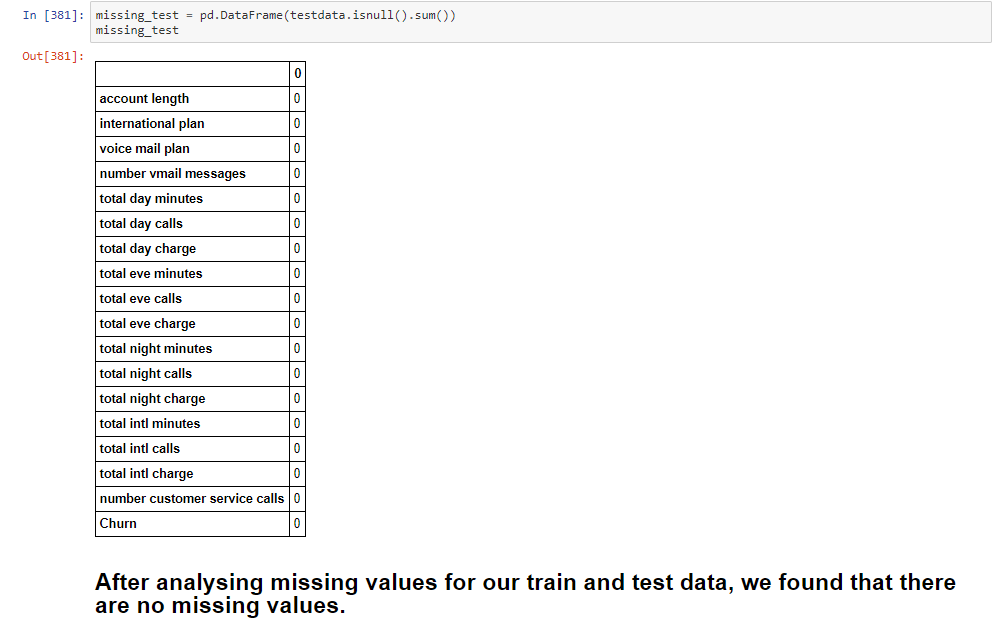 In [381]: missing_test = pd.DataFrame(testdata.isnull().sum())
missing_test
Out[381]:
0
account length 0
international plan 0
voice mail plan 0
number vmail messages 0
total day minutes 0
total day calls 0
total day charge 0
total eve minutes 0
total eve calls 0
total eve charge 0
total night minutes 0
total night calls 0
total night charge 0
total intl minutes 0
total intl calls 0
total intl charge 0
number customer service calls 0
Churn 0
After analysing missing values for our train and test data, we found that there
are no missing values.